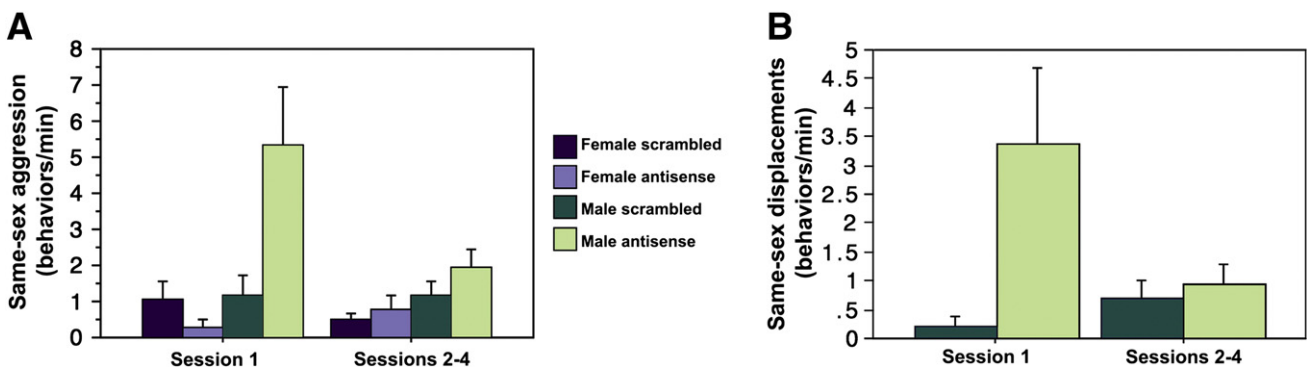 A
Same-sex aggression
(behaviors/min)
8
7
6
5
4
3
2
1
0
Session 1
Sessions 2-4
Female scrambled
Female antisense
Male scrambled
Male antisense
B
Same-sex displacements
(behaviors/min)
5
4.5
4
3.5
3
2.5
2
1.5
1
.5
0
Session 1
Sessions 2-4